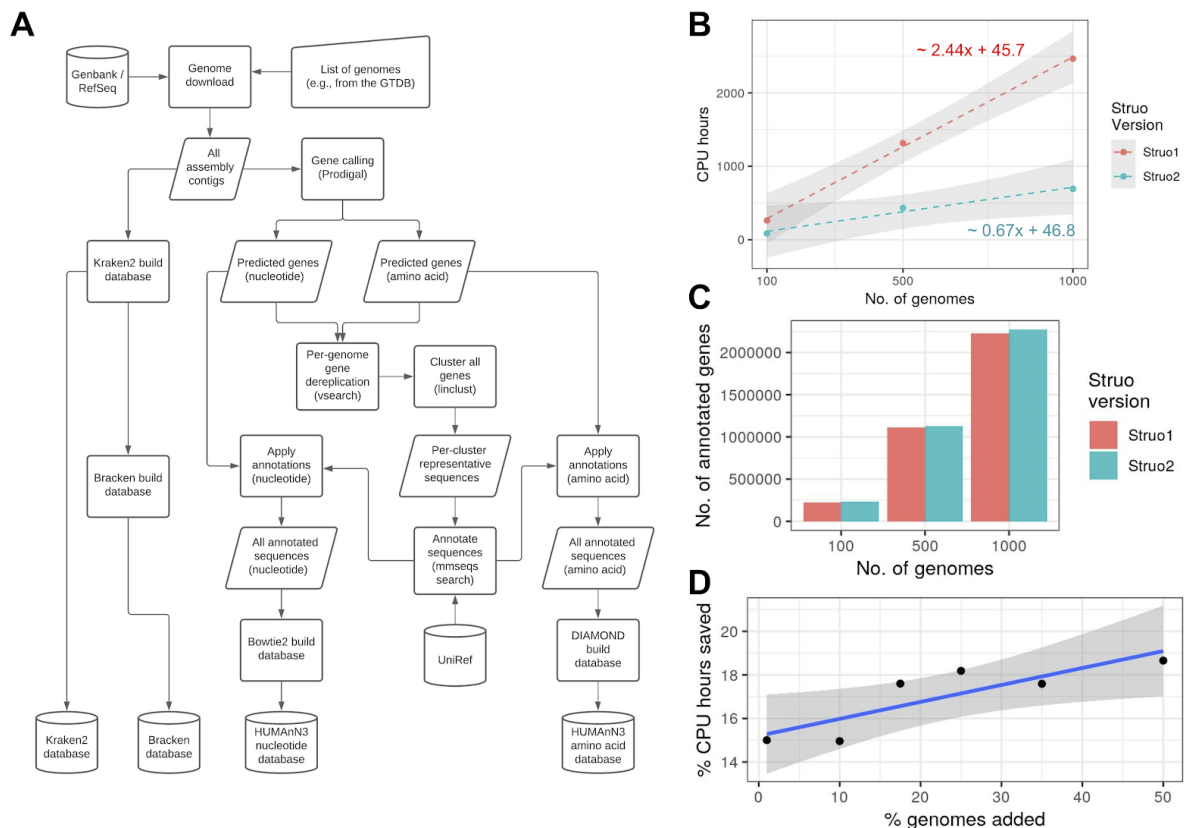 A
Genbank /
RefSeq
Genome
download
List of genomes
(e.g., from the GTDB)
All
assembly
contigs
Gene calling
(Prodigal)
Kraken2 build
database
Predicted genes
(nucleotide)
Predicted genes
(amino acid)
Per-genome
gene
dereplication
(vsearch)
Cluster all
genes
(linclust)
Bracken build
database
Apply
annotations
(nucleotide)
Per-cluster
representative
sequences
Apply
annotations
(amino acid)
All annotated
sequences
(nucleotide)
Annotate
sequences
(mmseqs
search)
All annotated
sequences
(amino acid)
Bowtie2 build
database
UniRef
DIAMOND
build
database
Kraken2
database
Bracken
database
HUMAnN3
nucleotide
database
HUMAnN3
amino acid
database
B
CPU hours
2000
1000
0
~ 2.44x + 45.7
~ 0.67x + 46.8
100
500
1000
No. of genomes
Struo
Version
Struo1
Struo2
C
No. of annotated genes
2000000
1500000
1000000
500000
0
100
500
1000
No. of genomes
Struo
version
Struo1
Struo2
D
% CPU hours saved
20
18
16
14
0
10
20
30
40
50
% genomes added